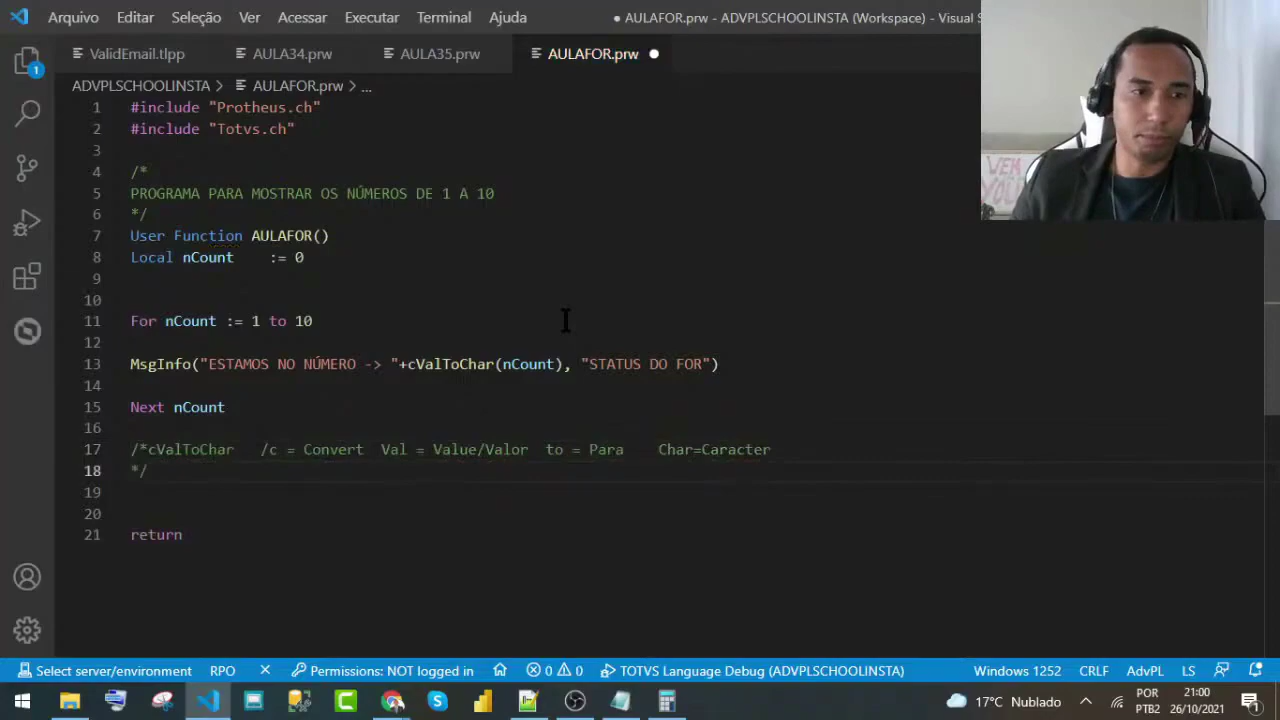 Arquivo Editar Seleção Ver Acessar Executar Terminal Ajuda ● AULAFOR.prw - ADVPLSCHOOLINSTA (Workspace) - Visual S
ValidEmail.tlpp AULA34.prw AULA35.prw AULAFOR.prw
ADVPLSCHOOLINSTA > AULAFOR.prw > ...
1 #include "Protheus.ch"
2 #include "Totvs.ch"
3
4 /*
5 PROGRAMA PARA MOSTRAR OS NÚMEROS DE 1 A 10
6 */
7 User Function AULAFOR()
8 Local nCount := 0
9
10
11 For nCount := 1 to 10
12
13 MsgInfo("ESTAMOS NO NÚMERO -> "+cValToChar(nCount), "STATUS DO FOR")
14
15 Next nCount
16
17 /*cValToChar /c = Convert Val = Value/Valor to = Para Char=Caracter
18 */
19
20
21 return
1
Select server/environment RPO Permissions: NOT logged in 0 0 TOTVS Language Debug (ADVPLSCHOOLINSTA) Windows 1252 CRLF AdvPL LS
17°C Nublado POR PTB2 21:00 26/10/2021 1